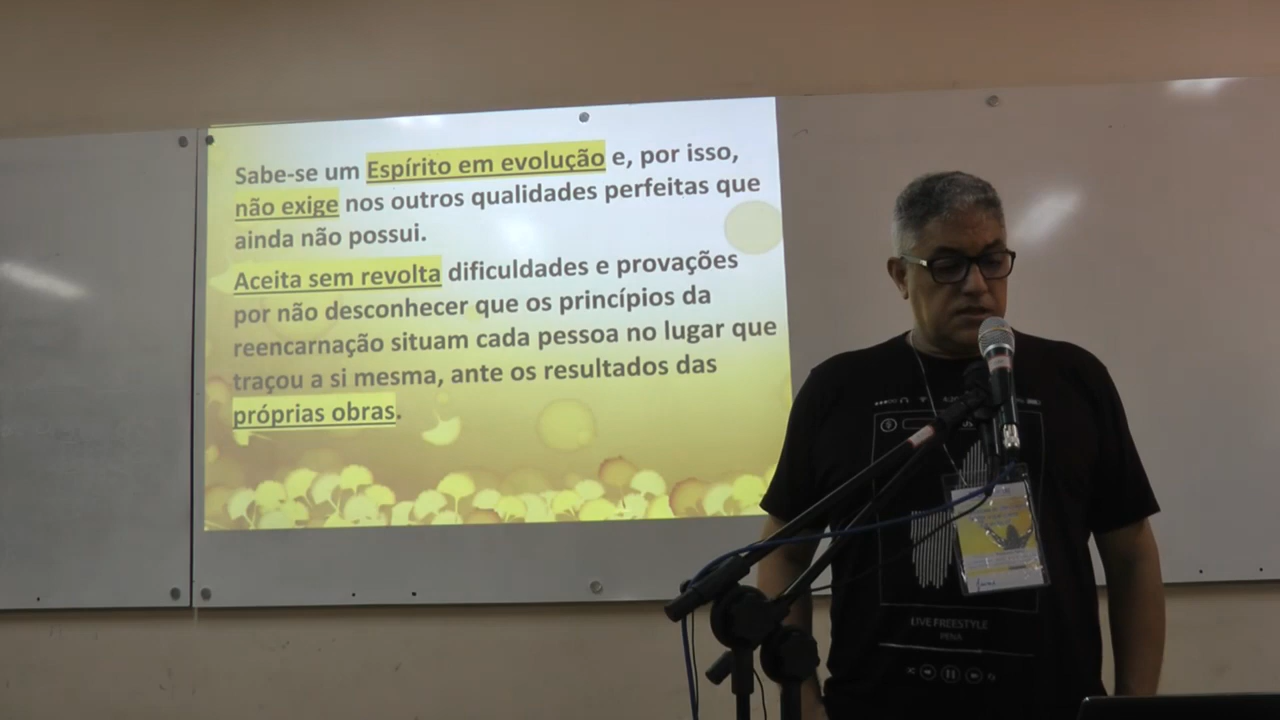 Sabe-se um Espírito em evolução e, por isso,
não exige nos outros qualidades perfeitas que
ainda não possui.
Aceita sem revolta dificuldades e provações
por não desconhecer que os princípios da
reencarnação situam cada pessoa no lugar que
traçou a si mesma, ante os resultados das
próprias obras.
LIVE FREESTYLE
PENA